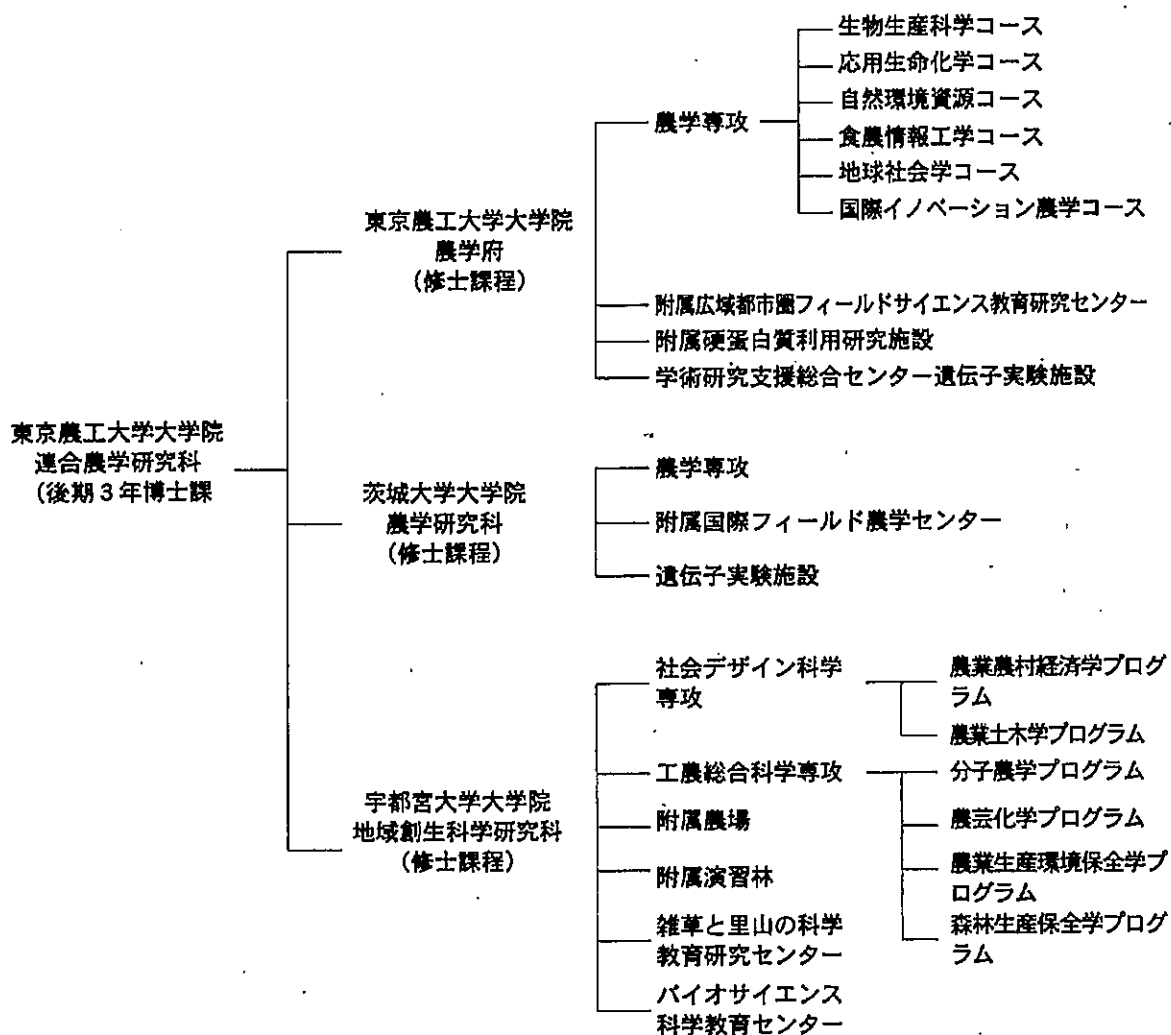 東京農工大学大学院
連合農学研究科
(後期3年博士課
東京農工大学大学院
農学府
(修士課程)
農学専攻
生物生産科学コース
応用生命化学コース
自然環境資源コース
食農情報工学コース
地球社会学コース
国際イノベーション農学コース
附属広域都市圏フィールドサイエンス教育研究センター
附属硬蛋白質利用研究施設
学術研究支援総合センター遺伝子実験施設
茨城大学大学院
農学研究科
(修士課程)
農学専攻
附属国際フィールド農学センター
遺伝子実験施設
宇都宮大学大学院
地域創生科学研究科
(修士課程)
社会デザイン科学
専攻
農業農村経済学プログ
ラム
農業土木学プログラム
工農総合科学専攻
分子農学プログラム
農芸化学プログラム
農業生産環境保全学プ
ログラム
森林生産保全学プログ
ラム
附属農場
附属演習林
雑草と里山の科学
教育研究センター
バイオサイエンス
科学教育センター